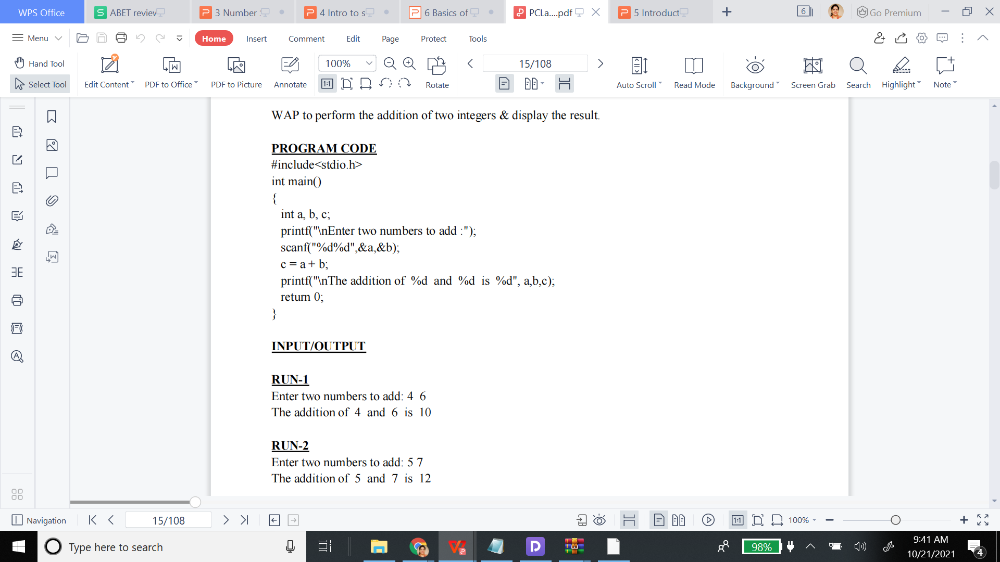 WPS Office
ABET review
3 Number S
4 Intro to s
6 Basics of
PCLa....pdf
5 Introduct
6
Go Premium
Menu
Home
Insert
Comment
Edit
Page
Protect
Tools
Hand Tool
Select Tool
Edit Content
PDF to Office
PDF to Picture
Annotate
100%
1:1
Rotate
15/108
Auto Scroll
Read Mode
Background
Screen Grab
Search
Highlight
Note
WAP to perform the addition of two integers & display the result.
PROGRAM CODE
#include<stdio.h>
int main()
{
int a, b, c;
printf("\nEnter two numbers to add :");
scanf("%d%d",&a,&b);
c = a + b;
printf("\nThe addition of %d and %d is %d", a,b,c);
return 0;
}
INPUT/OUTPUT
RUN-1
Enter two numbers to add: 4 6
The addition of 4 and 6 is 10
RUN-2
Enter two numbers to add: 5 7
The addition of 5 and 7 is 12
Navigation
15/108
1:1
100%
Type here to search
98%
9:41 AM
10/21/2021
4